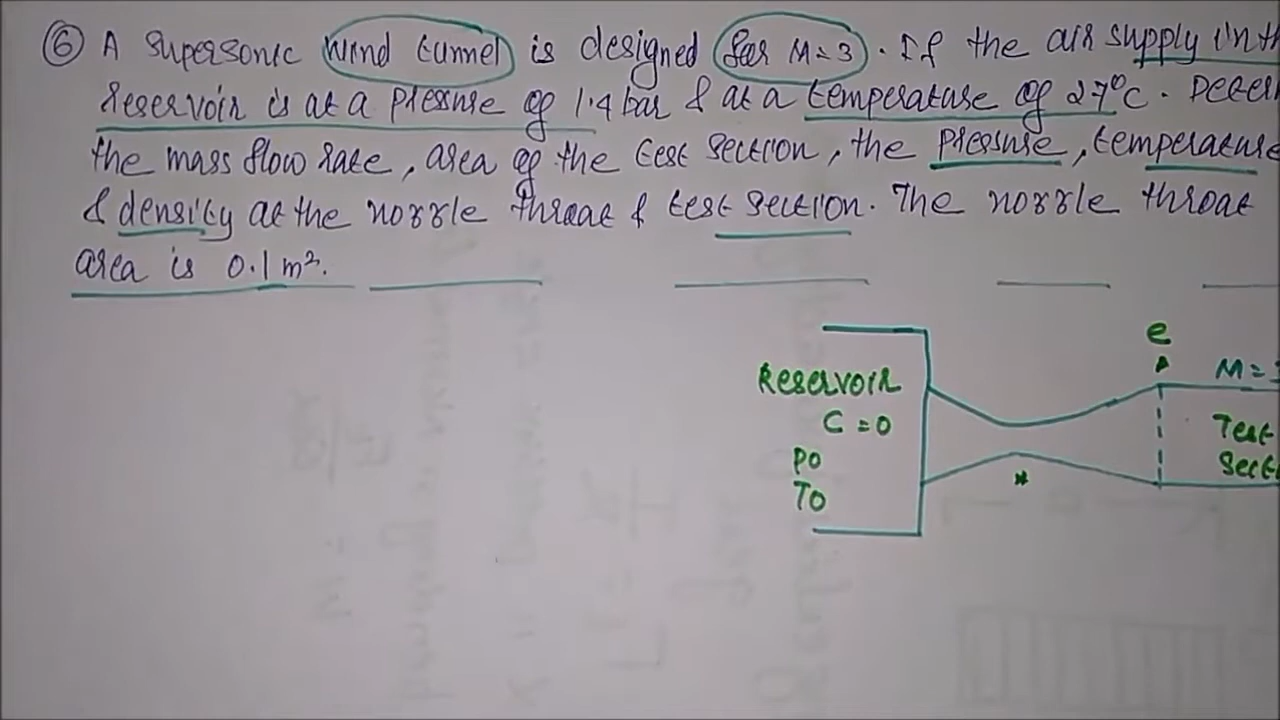 ⑥ A supersonic wind tunnel is designed for M=3. If the air supply in th
reservoir is at a pressure of 1.4 bar & at a temperature of 27°C. Deter
the mass flow rate, area of the test section, the pressure, temperature
& density at the nozzle throat & test section. The nozzle throat
area is 0.1 m².
e
Reservoir
M=3
C=0
Test
Po
Secti
To
*